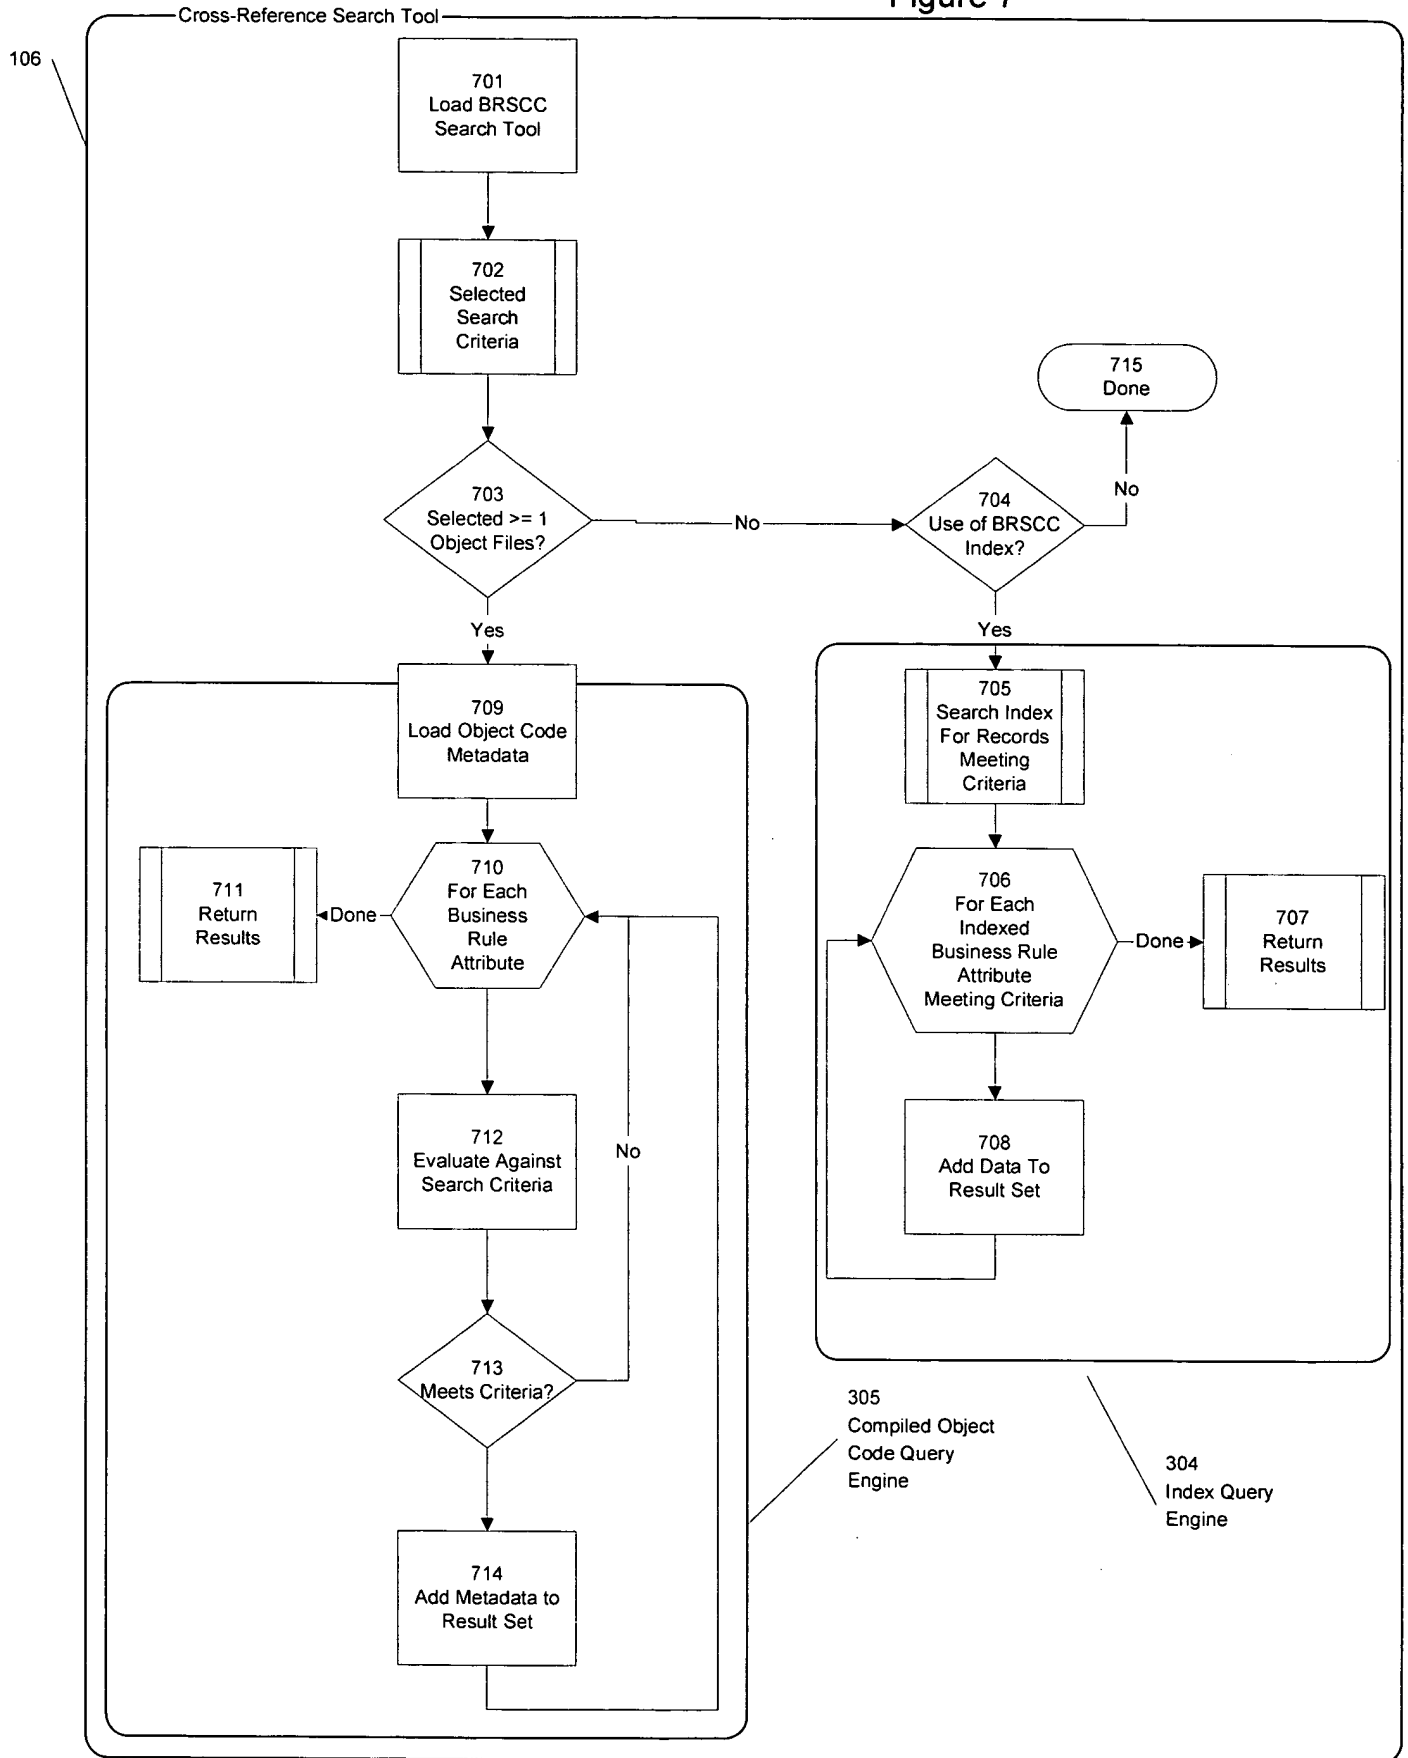 Figure 7
Cross-Reference Search Tool
106
701
Load BRSCC
Search Tool
702
Selected
Search
Criteria
715
Done
703
Selected >= 1
Object Files?
No
704
Use of BRSCC
Index?
No
Yes
Yes
709
Load Object Code
Metadata
705
Search Index
For Records
Meeting
Criteria
711
Return
Results
Done
710
For Each
Business
Rule
Attribute
706
For Each
Indexed
Business Rule
Attribute
Meeting Criteria
Done
707
Return
Results
712
Evaluate Against
Search Criteria
No
708
Add Data To
Result Set
713
Meets Criteria?
305
Compiled Object
Code Query
Engine
304
Index Query
Engine
714
Add Metadata to
Result Set